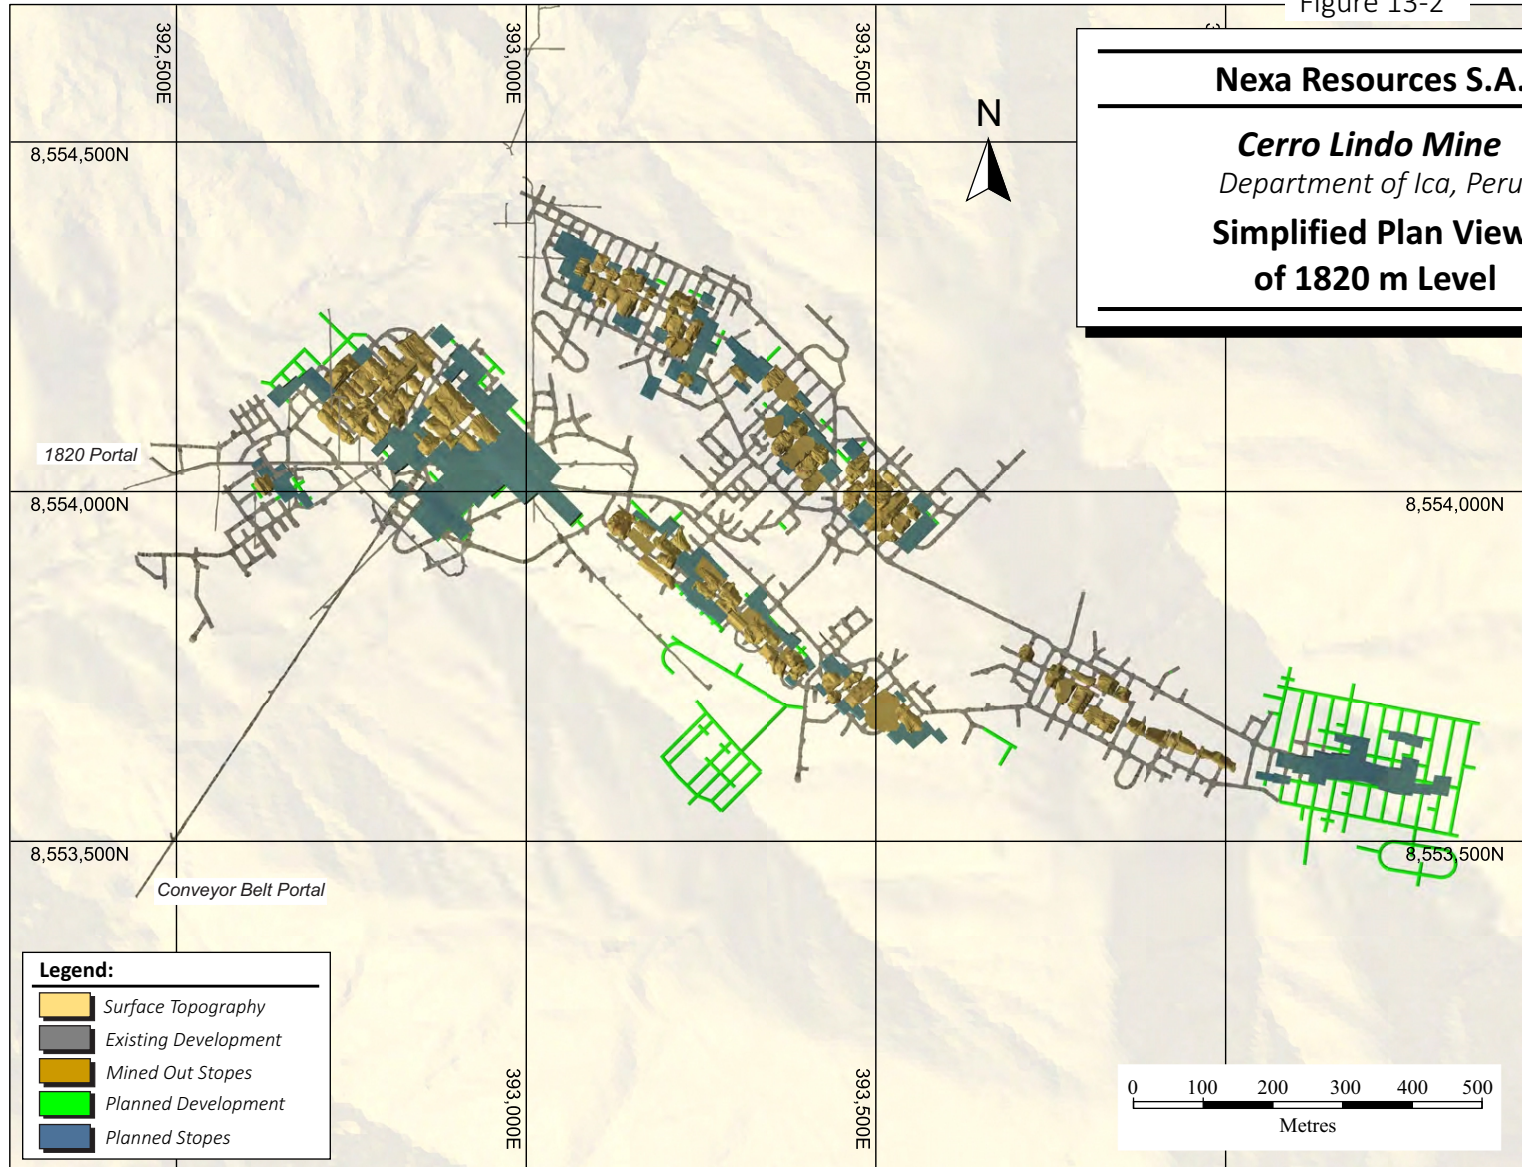 Figure 13-2
Nexa Resources S.A.
Cerro Lindo Mine
Department of Ica, Peru
Simplified Plan View
of 1820 m Level
392,500E
393,000E
393,500E
3
N
8,554,500N
1820 Portal
8,554,000N
8,554,000N
8,553,500N
8,553,500N
Conveyor Belt Portal
Legend:
Surface Topography
Existing Development
Mined Out Stopes
Planned Development
Planned Stopes
393,000E
393,500E
0 100 200 300 400 500
Metres